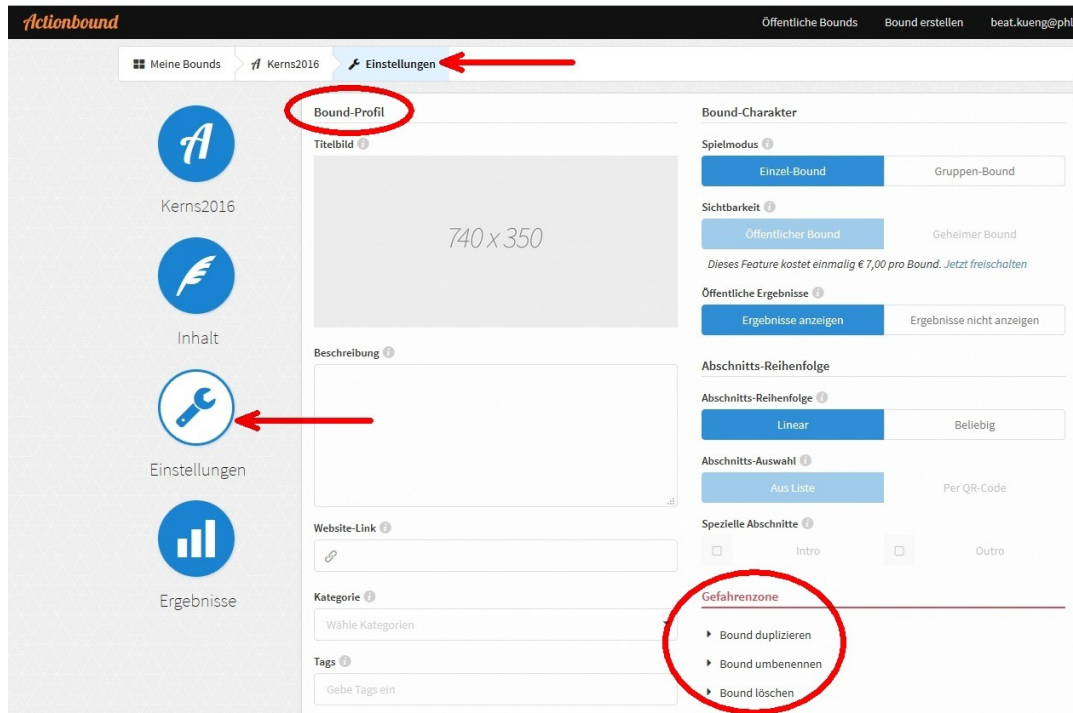 Actionbound
Öffentliche Bounds Bound erstellen beat.kueng@phl
Meine Bounds Kerns2016 Einstellungen
Kerns2016
Inhalt
Einstellungen
Ergebnisse
Bound-Profil
Titelbild
740 x 350
Beschreibung
Website-Link
Kategorie
Wähle Kategorien
Tags
Gebe Tags ein
Bound-Charakter
Spielmodus
Einzel-Bound Gruppen-Bound
Sichtbarkeit
Öffentlicher Bound Geheimer Bound
Dieses Feature kostet einmalig € 7,00 pro Bound. Jetzt freischalten
Öffentliche Ergebnisse
Ergebnisse anzeigen Ergebnisse nicht anzeigen
Abschnitts-Reihenfolge
Abschnitts-Reihenfolge
Linear Beliebig
Abschnitts-Auswahl
Aus Liste Per QR-Code
Spezielle Abschnitte
Intro Outro
Gefahrenzone
Bound duplizieren
Bound umbenennen
Bound löschen